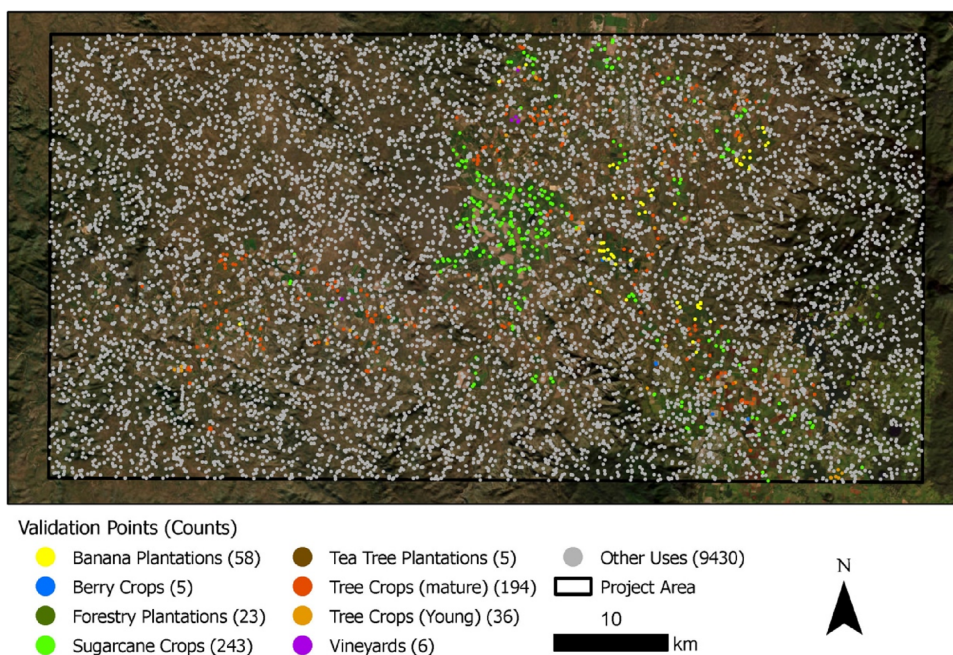 Validation Points (Counts)
Banana Plantations (58)
Berry Crops (5)
Forestry Plantations (23)
Sugarcane Crops (243)
Tea Tree Plantations (5)
Tree Crops (mature) (194)
Tree Crops (Young) (36)
Vineyards (6)
Other Uses (9430)
Project Area
10
km
N